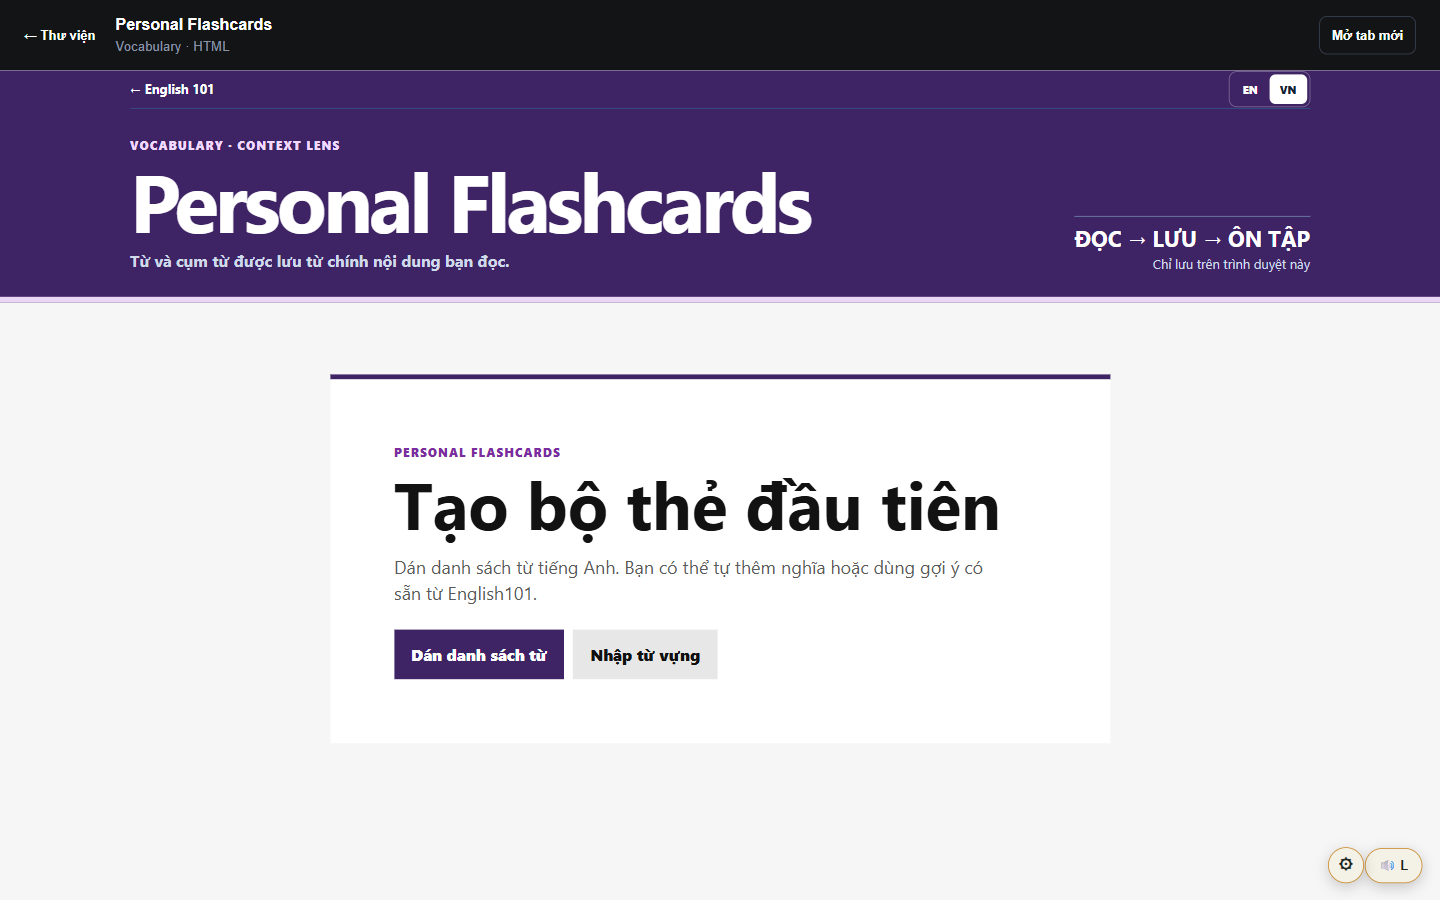 ← Thư viện
Personal Flashcards
Vocabulary · HTML
Mở tab mới
← English 101
EN
VN
VOCABULARY · CONTEXT LENS
Personal Flashcards
Từ và cụm từ được lưu từ chính nội dung bạn đọc.
ĐỌC → LƯU → ÔN TẬP
Chỉ lưu trên trình duyệt này
PERSONAL FLASHCARDS
Tạo bộ thẻ đầu tiên
Dán danh sách từ tiếng Anh. Bạn có thể tự thêm nghĩa hoặc dùng gợi ý có
sẵn từ English101.
Dán danh sách từ
Nhập từ vựng
L